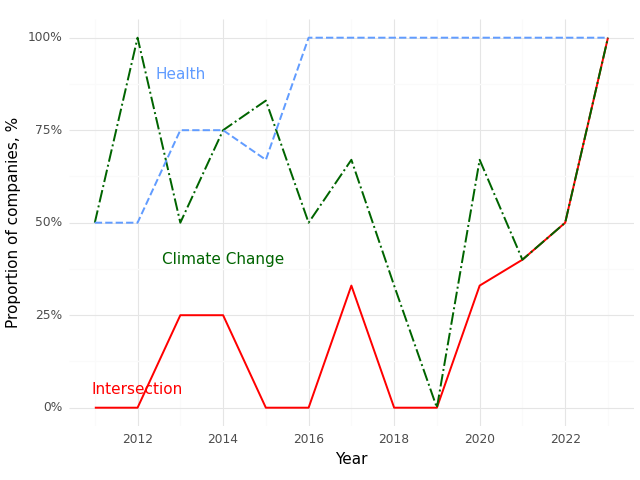 100%
Health
75%
50%
Climate Change
25%
Intersection
0%
2012 2014 2016 2018 2020 2022
Year
Proportion of companies, %